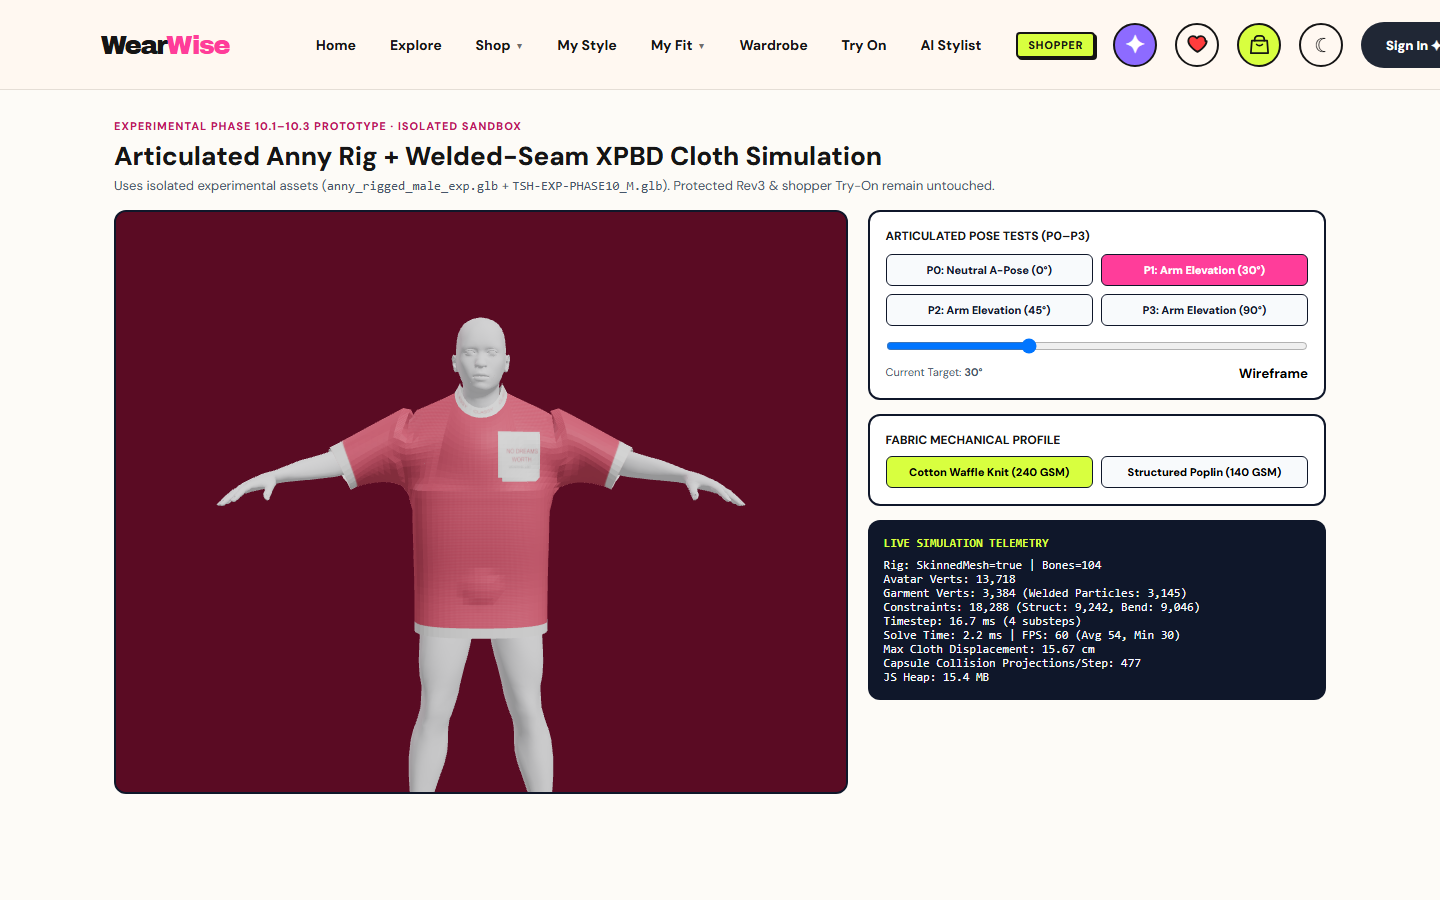 WearWise
Home
Explore
Shop ▼
My Style
My Fit ▼
Wardrobe
Try On
AI Stylist
SHOPPER
Sign In
EXPERIMENTAL PHASE 10.1–10.3 PROTOTYPE · ISOLATED SANDBOX
Articulated Anny Rig + Welded-Seam XPBD Cloth Simulation
Uses isolated experimental assets (anny_rigged_male_exp.glb + TSH-EXP-PHASE10_M.glb). Protected Rev3 & shopper Try-On remain untouched.
NO DREAMS
WORTH
ARTICULATED POSE TESTS (P0–P3)
P0: Neutral A-Pose (0°)
P1: Arm Elevation (30°)
P2: Arm Elevation (45°)
P3: Arm Elevation (90°)
Current Target: 30°
Wireframe
FABRIC MECHANICAL PROFILE
Cotton Waffle Knit (240 GSM)
Structured Poplin (140 GSM)
LIVE SIMULATION TELEMETRY
Rig: SkinnedMesh=true | Bones=104
Avatar Verts: 13,718
Garment Verts: 3,384 (Welded Particles: 3,145)
Constraints: 18,288 (Struct: 9,242, Bend: 9,046)
Timestep: 16.7 ms (4 substeps)
Solve Time: 2.2 ms | FPS: 60 (Avg 54, Min 30)
Max Cloth Displacement: 15.67 cm
Capsule Collision Projections/Step: 477
JS Heap: 15.4 MB